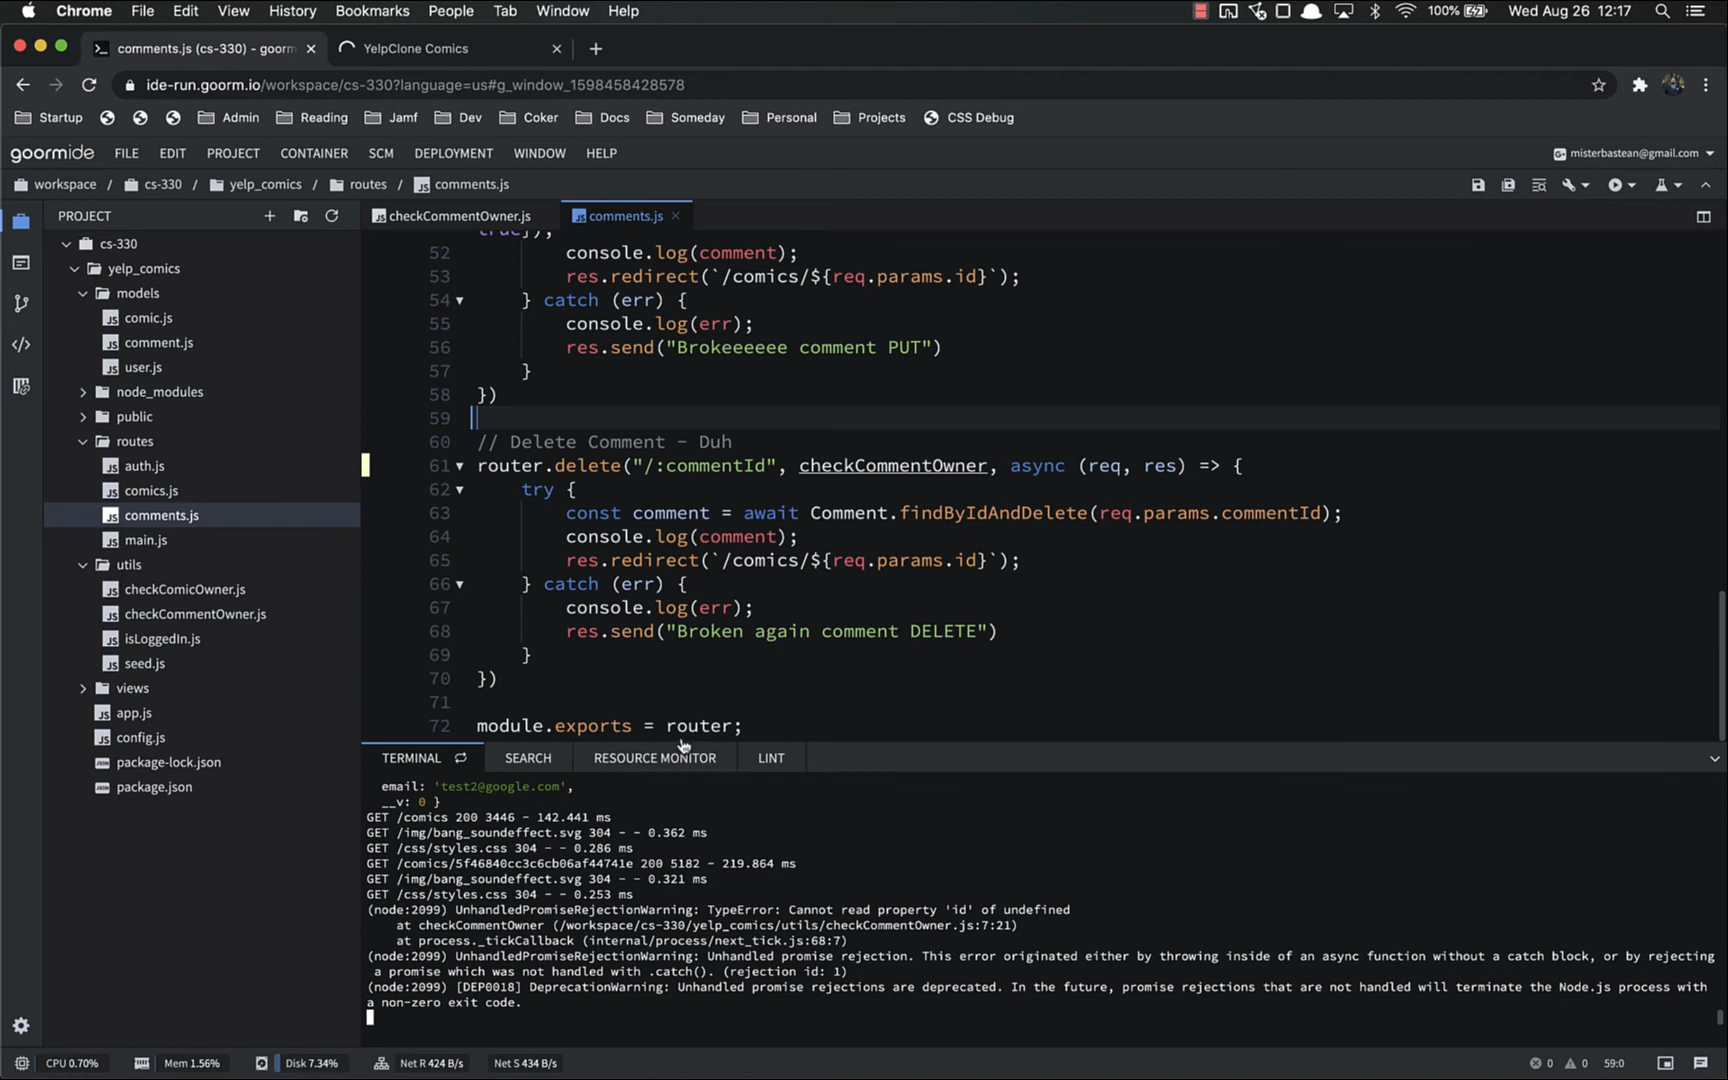 Chrome File Edit View History Bookmarks People Tab Window Help 100% Wed Aug 26 12:17
comments.js (cs-330) - goorm YelpClone Comics
ide-run.goorm.io/workspace/cs-330?language=us#g_window_1598458428578
Startup Admin Reading Jamf Dev Coker Docs Someday Personal Projects CSS Debug
goormide FILE EDIT PROJECT CONTAINER SCM DEPLOYMENT WINDOW HELP misterbastean@gmail.com
workspace / cs-330 / yelp_comics / routes / comments.js
PROJECT
cs-330
yelp_comics
models
comic.js
comment.js
user.js
node_modules
public
routes
auth.js
comics.js
comments.js
main.js
utils
checkComicOwner.js
checkCommentOwner.js
isLoggedIn.js
seed.js
views
app.js
config.js
package-lock.json
package.json
checkCommentOwner.js comments.js
true});
52 console.log(comment);
53 res.redirect(`/comics/${req.params.id}`);
54 } catch (err) {
55 console.log(err);
56 res.send("Brokeeeeee comment PUT")
57 }
58 })
59
60 // Delete Comment - Duh
61 router.delete("/:commentId", checkCommentOwner, async (req, res) => {
62 try {
63 const comment = await Comment.findByIdAndDelete(req.params.commentId);
64 console.log(comment);
65 res.redirect(`/comics/${req.params.id}`);
66 } catch (err) {
67 console.log(err);
68 res.send("Broken again comment DELETE")
69 }
70 })
71
72 module.exports = router;
TERMINAL SEARCH RESOURCE MONITOR LINT
email: 'test2@google.com',
__v: 0 }
GET /comics 200 3446 - 142.441 ms
GET /img/bang_soundeffect.svg 304 - - 0.362 ms
GET /css/styles.css 304 - - 0.286 ms
GET /comics/5f46840cc3c6cb06af44741e 200 5182 - 219.864 ms
GET /img/bang_soundeffect.svg 304 - - 0.321 ms
GET /css/styles.css 304 - - 0.253 ms
(node:2099) UnhandledPromiseRejectionWarning: TypeError: Cannot read property 'id' of undefined
at checkCommentOwner (/workspace/cs-330/yelp_comics/utils/checkCommentOwner.js:7:21)
at process._tickCallback (internal/process/next_tick.js:68:7)
(node:2099) UnhandledPromiseRejectionWarning: Unhandled promise rejection. This error originated either by throwing inside of an async function without a catch block, or by rejecting
a promise which was not handled with .catch(). (rejection id: 1)
(node:2099) [DEP0018] DeprecationWarning: Unhandled promise rejections are deprecated. In the future, promise rejections that are not handled will terminate the Node.js process with
a non-zero exit code.
CPU 0.70% Mem 1.56% Disk 7.34% Net R 424 B/s Net S 434 B/s 0 0 59:0